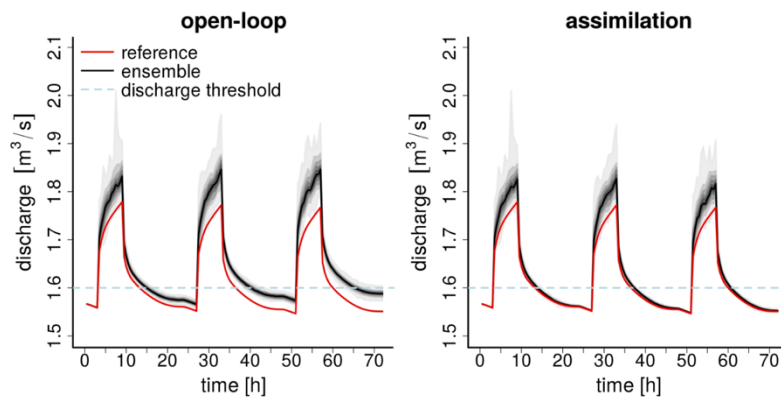 open-loop
reference
ensemble
discharge threshold
discharge [m³/s]
2.1
2.0
1.9
1.8
1.7
1.6
1.5
0 10 20 30 40 50 60 70
time [h]
assimilation
discharge [m³/s]
2.1
2.0
1.9
1.8
1.7
1.6
1.5
0 10 20 30 40 50 60 70
time [h]